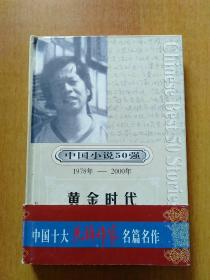 Chinese Best 50 Stori
中国小说50强
1978年 — 2000年
黄金时代
中国十大
名篇名作